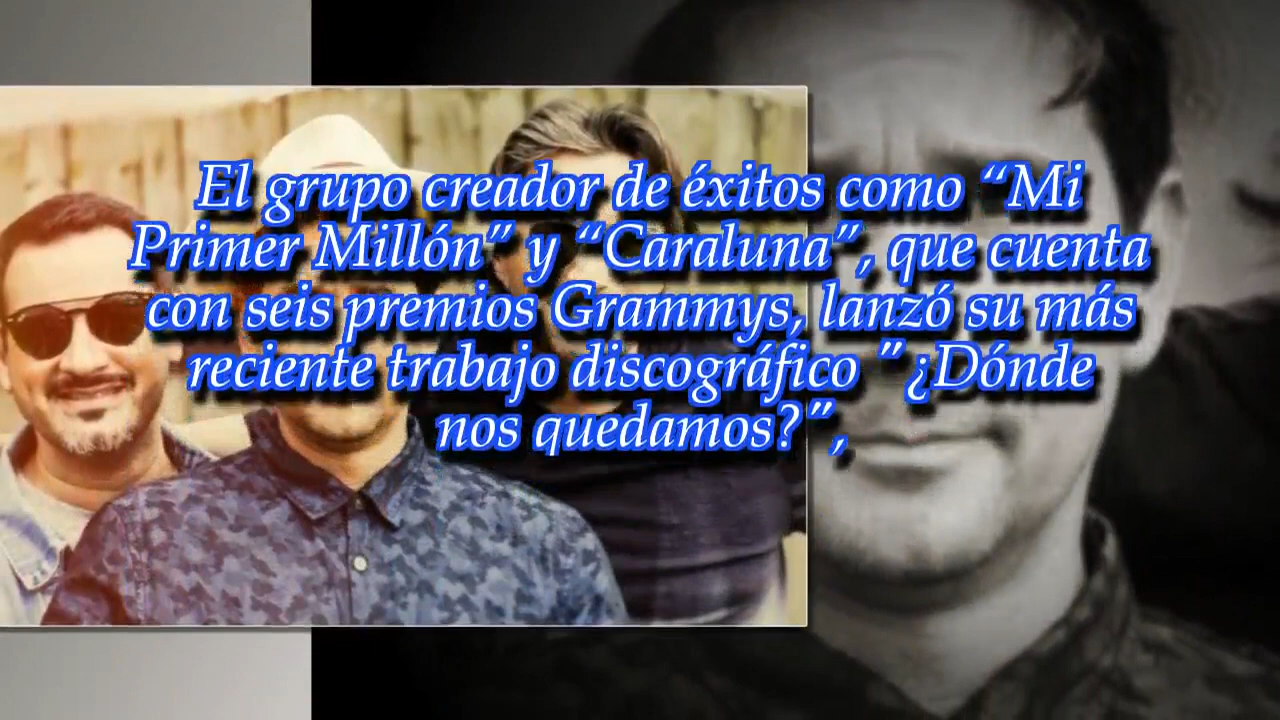 El grupo creador de éxitos como “Mi
Primer Millón” y “Caraluna”, que cuenta
con seis premios Grammys, lanzó su más
reciente trabajo discográfico ”¿Dónde
nos quedamos?”,